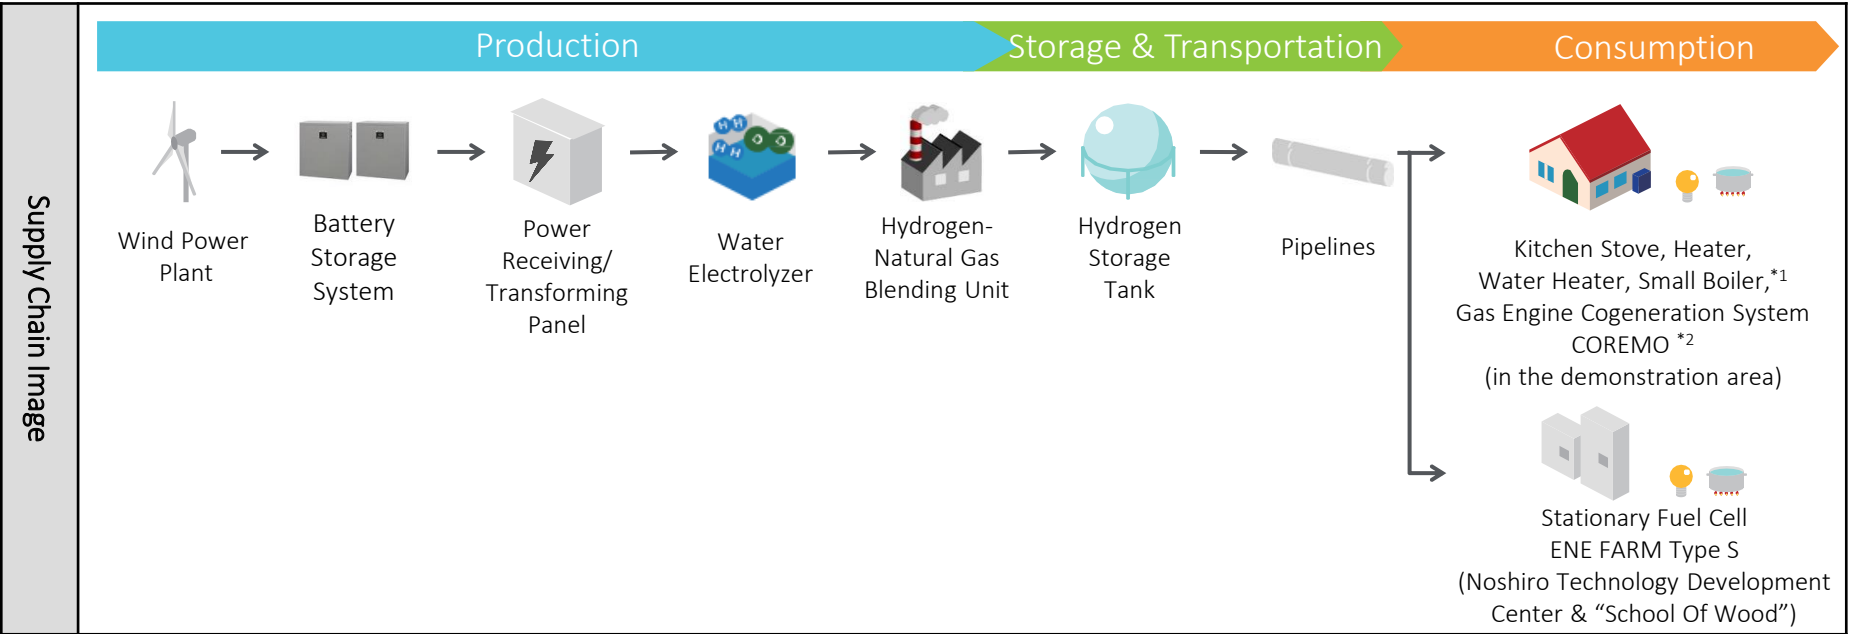 Supply Chain Image
Production
Storage & Transportation
Consumption
Wind Power
Plant
Battery
Storage
System
Power
Receiving/
Transforming
Panel
H H
O O
H H
Water
Electrolyzer
Hydrogen-
Natural Gas
Blending Unit
Hydrogen
Storage
Tank
Pipelines
Kitchen Stove, Heater,
Water Heater, Small Boiler,*1
Gas Engine Cogeneration System
COREMO *2
(in the demonstration area)
Stationary Fuel Cell
ENE FARM Type S
(Noshiro Technology Development
Center & “School Of Wood”)